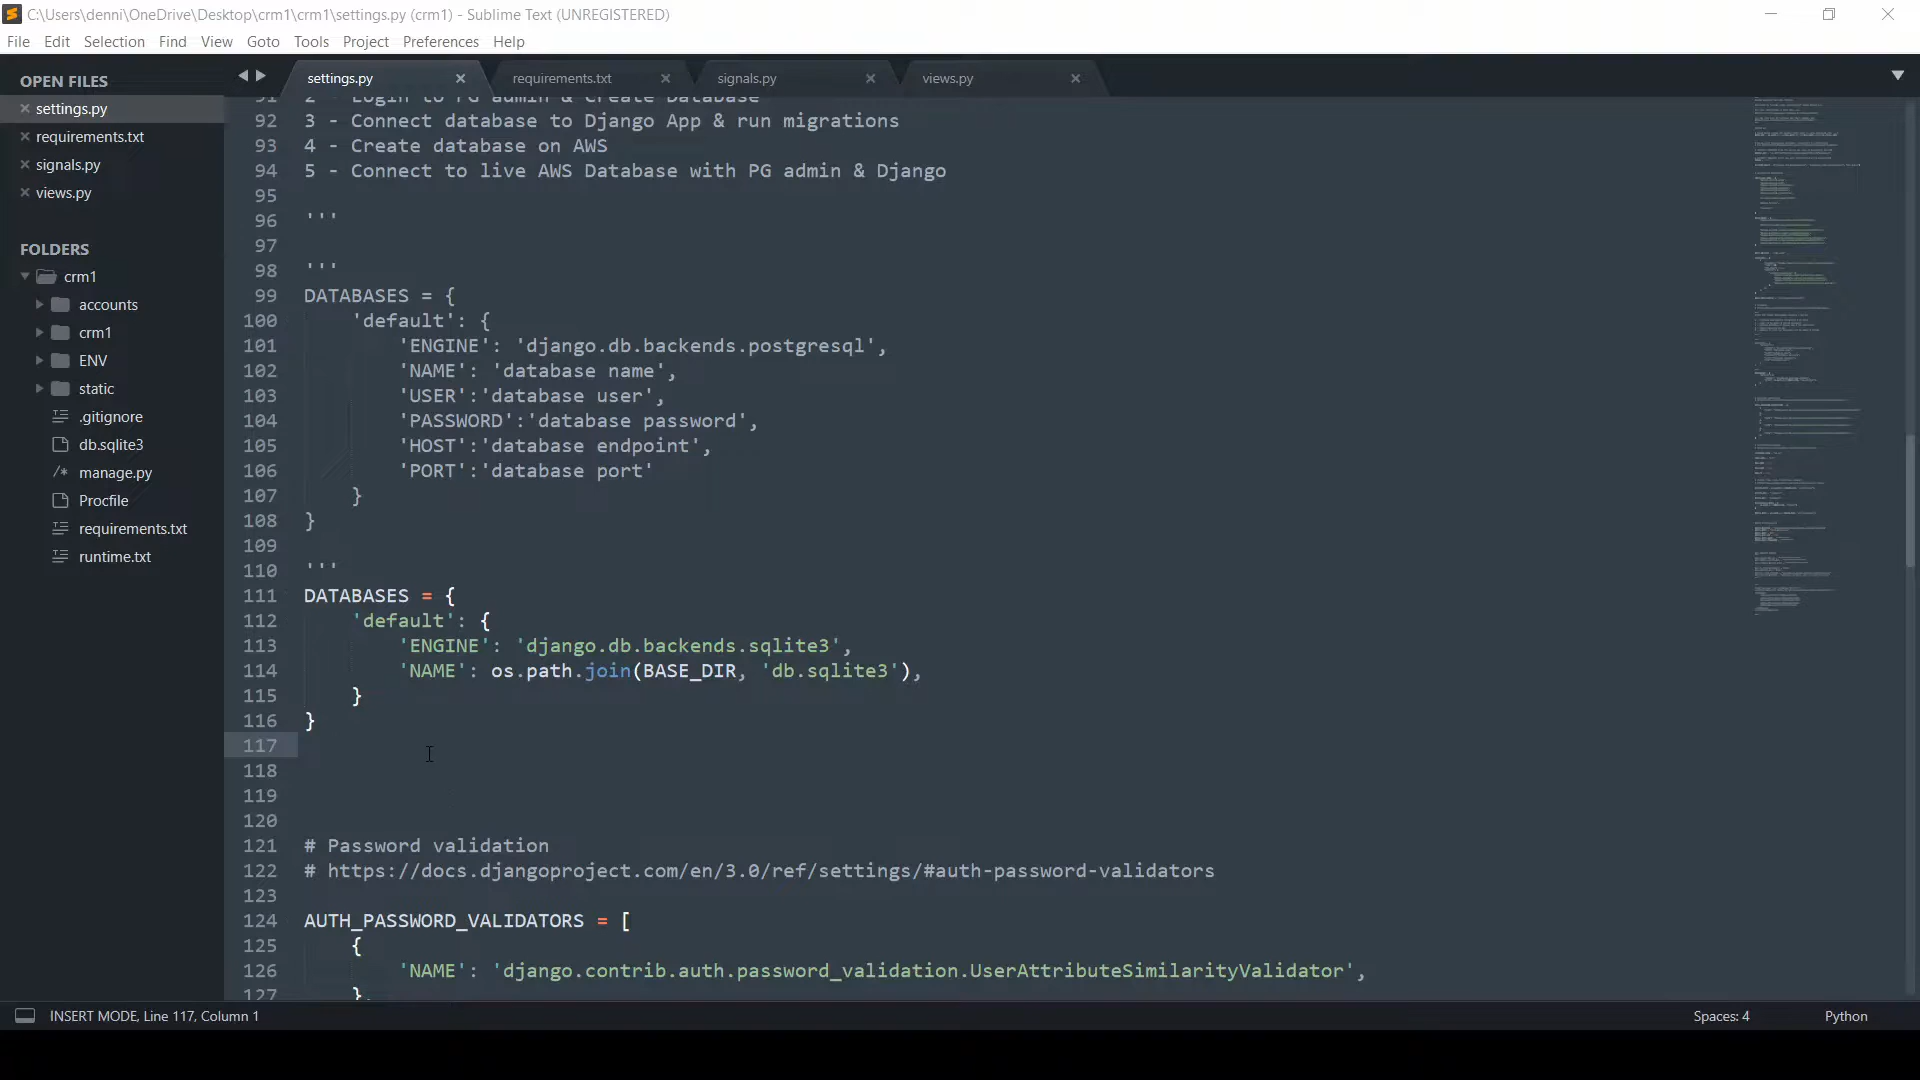 C:\Users\denni\OneDrive\Desktop\crm1\crm1\settings.py (crm1) - Sublime Text (UNREGISTERED)
File Edit Selection Find View Goto Tools Project Preferences Help
OPEN FILES
settings.py
requirements.txt
signals.py
views.py
FOLDERS
crm1
accounts
crm1
ENV
static
.gitignore
db.sqlite3
manage.py
Procfile
requirements.txt
runtime.txt
settings.py requirements.txt signals.py views.py
91 2 - Login to PG admin & Create Database
92 3 - Connect database to Django App & run migrations
93 4 - Create database on AWS
94 5 - Connect to live AWS Database with PG admin & Django
95
96 '''
97
98 '''
99 DATABASES = {
100 'default': {
101 'ENGINE': 'django.db.backends.postgresql',
102 'NAME': 'database name',
103 'USER':'database user',
104 'PASSWORD':'database password',
105 'HOST':'database endpoint',
106 'PORT':'database port'
107 }
108 }
109
110 '''
111 DATABASES = {
112 'default': {
113 'ENGINE': 'django.db.backends.sqlite3',
114 'NAME': os.path.join(BASE_DIR, 'db.sqlite3'),
115 }
116 }
117
118
119
120
121 # Password validation
122 # https://docs.djangoproject.com/en/3.0/ref/settings/#auth-password-validators
123
124 AUTH_PASSWORD_VALIDATORS = [
125 {
126 'NAME': 'django.contrib.auth.password_validation.UserAttributeSimilarityValidator',
127 },
INSERT MODE, Line 117, Column 1
Spaces: 4 Python